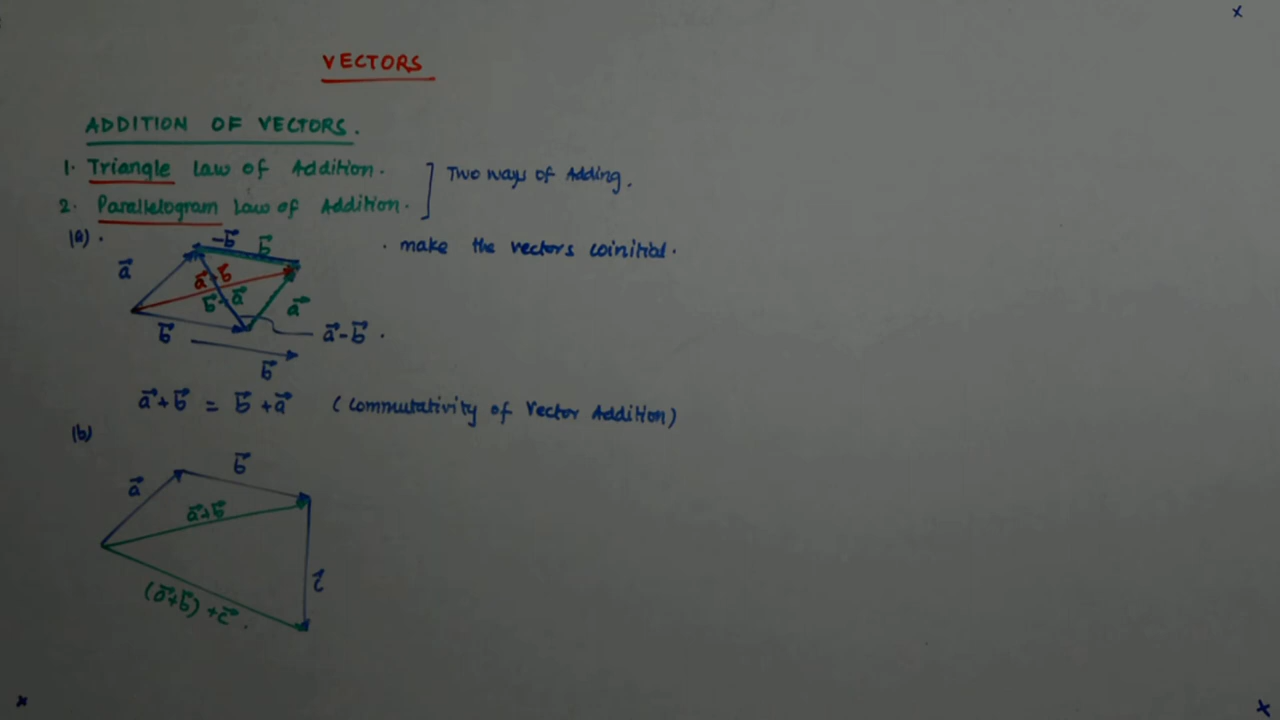 VECTORS
ADDITION OF VECTORS.
1. Triangle Law of Addition.
2. Parallelogram Law of Addition.
] Two ways of Adding.
(a).
. make the vectors coinitial.
-b⃗ b⃗
a⃗
a⃗+b⃗
b⃗+a⃗
a⃗
b⃗
a⃗-b⃗.
b⃗
a⃗+b⃗ = b⃗+a⃗ (Commutativity of Vector Addition)
(b)
b⃗
a⃗
a⃗+b⃗
c⃗
(a⃗+b⃗)+c⃗.